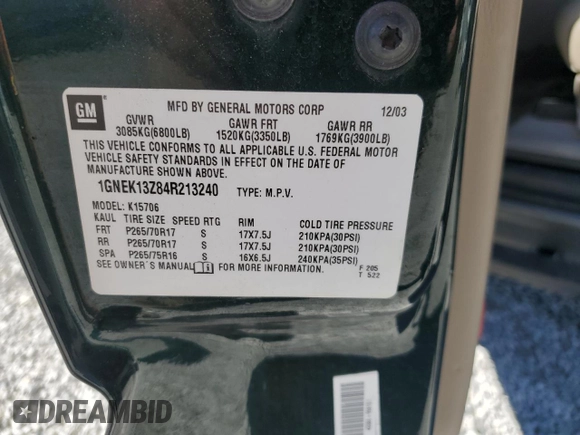 GM
MFD BY GENERAL MOTORS CORP 12/03
GVWR GAWR FRT GAWR RR
3085KG(6800LB) 1520KG(3350LB) 1769KG(3900LB)
THIS VEHICLE CONFORMS TO ALL APPLICABLE U.S. FEDERAL MOTOR
VEHICLE SAFETY STANDARDS IN EFFECT ON THE DATE OF
MANUFACTURE SHOWN ABOVE.
1GNEK13Z84R213240 TYPE: M.P.V.
MODEL: K15706
KAUL TIRE SIZE SPEED RTG RIM COLD TIRE PRESSURE
FRT P265/70R17 S 17X7.5J 210KPA(30PSI)
RR P265/70R17 S 17X7.5J 210KPA(30PSI)
SPA P265/75R16 S 16X6.5J 240KPA(35PSI)
SEE OWNER'S MANUAL FOR MORE INFORMATION.
F 205
T 522
DREAMBID